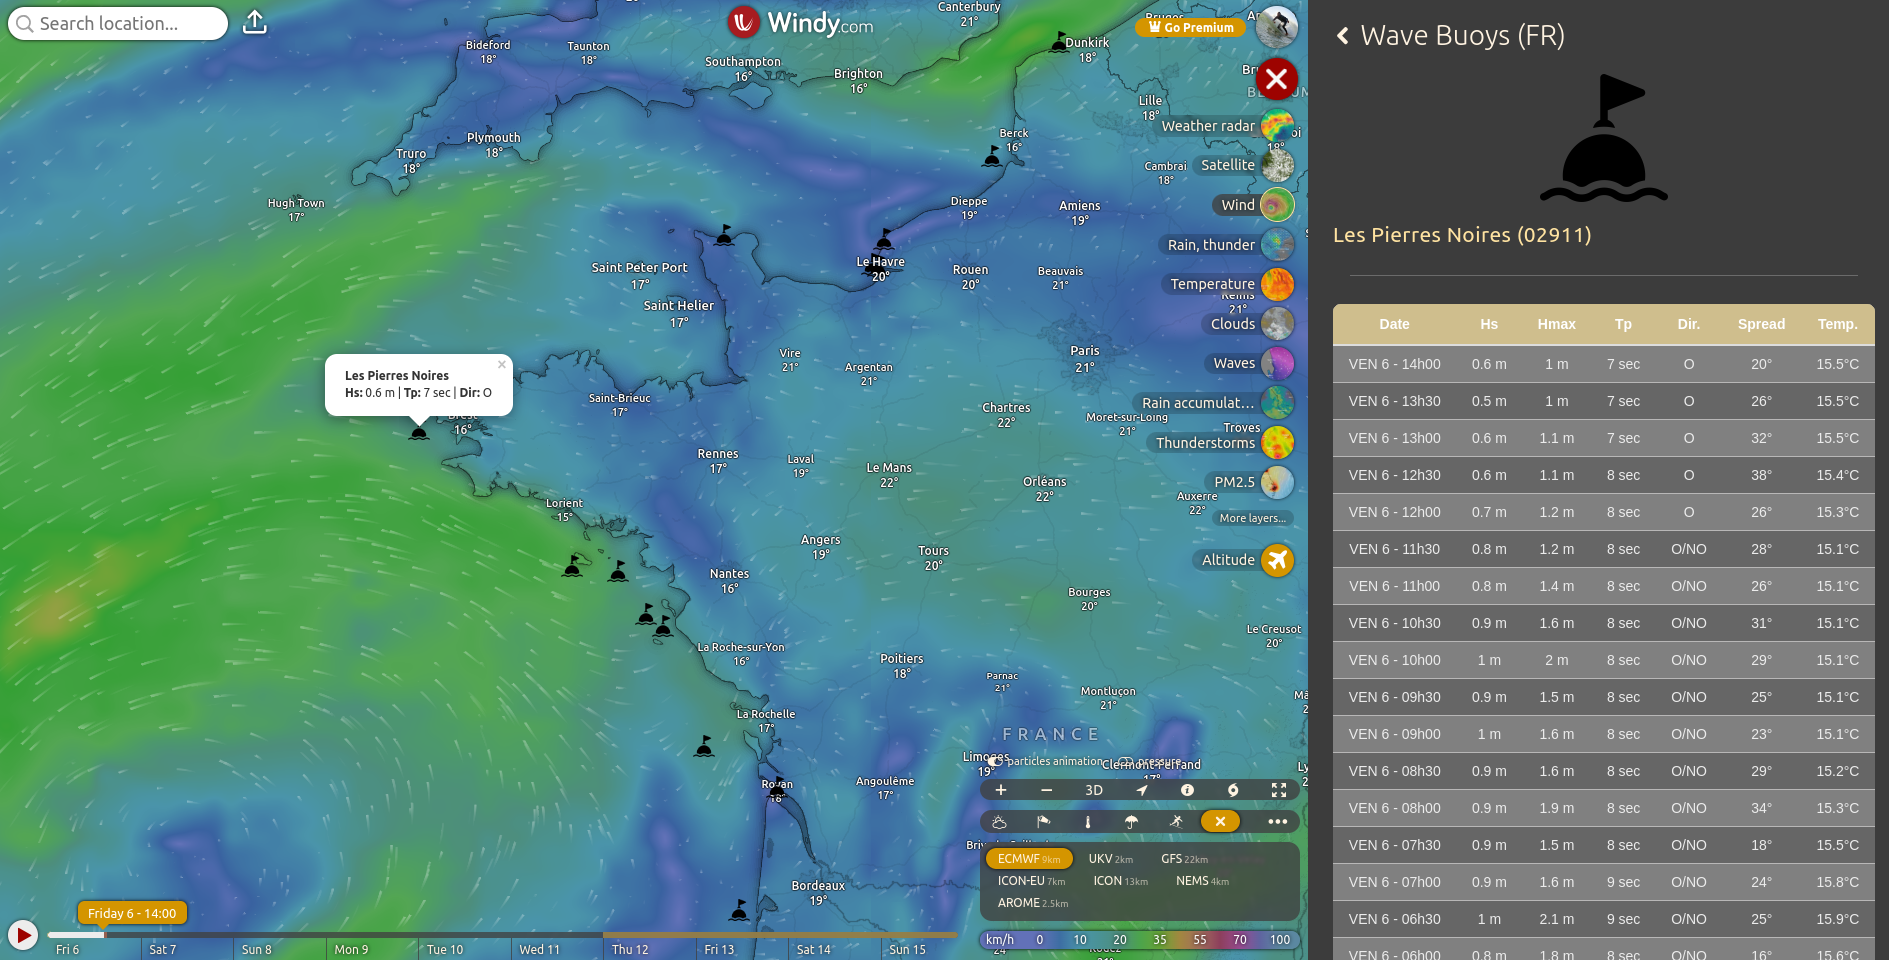 Search location...
Windy.com
Go Premium
Canterbury
21°
Dunkirk
18°
Bideford
18°
Taunton
18°
Southampton
16°
Brighton
16°
Lille
18°
Weather radar
Berck
16°
Plymouth
18°
Truro
18°
Cambrai
18°
Satellite
Hugh Town
17°
Dieppe
19°
Amiens
19°
Wind
Rain, thunder
Saint Peter Port
17°
Le Havre
20°
Rouen
20°
Beauvais
21°
Temperature
Reims
21°
Saint Helier
17°
Clouds
Vire
21°
Argentan
21°
Paris
21°
Waves
Les Pierres Noires
Hs: 0.6 m | Tp: 7 sec | Dir: O
×
Brest
16°
Saint-Brieuc
17°
Chartres
22°
Rain accumulat...
Moret-sur-Loing
21°
Troyes
Thunderstorms
Rennes
17°
Laval
19°
Le Mans
22°
Orléans
22°
PM2.5
Auxerre
22°
More layers...
Lorient
15°
Angers
19°
Tours
20°
Altitude
Nantes
16°
Bourges
20°
Le Creusot
20°
La Roche-sur-Yon
16°
Poitiers
18°
Parnac
21°
Montluçon
21°
La Rochelle
17°
FRANCE
Limoges
19°
particles animation
pressure
Clermont-Ferrand
17°
Royan
18°
Angoulême
17°
3D
Bordeaux
19°
ECMWF 9km
UKV 2km
GFS 22km
ICON-EU 7km
ICON 13km
NEMS 4km
AROME 2.5km
km/h 0 10 20 35 55 70 100
Friday 6 - 14:00
Fri 6
Sat 7
Sun 8
Mon 9
Tue 10
Wed 11
Thu 12
Fri 13
Sat 14
Sun 15
Wave Buoys (FR)
Les Pierres Noires (02911)
Date Hs Hmax Tp Dir. Spread Temp.
VEN 6 - 14h00 0.6 m 1 m 7 sec O 20° 15.5°C
VEN 6 - 13h30 0.5 m 1 m 7 sec O 26° 15.5°C
VEN 6 - 13h00 0.6 m 1.1 m 7 sec O 32° 15.5°C
VEN 6 - 12h30 0.6 m 1.1 m 8 sec O 38° 15.4°C
VEN 6 - 12h00 0.7 m 1.2 m 8 sec O 26° 15.3°C
VEN 6 - 11h30 0.8 m 1.2 m 8 sec O/NO 28° 15.1°C
VEN 6 - 11h00 0.8 m 1.4 m 8 sec O/NO 26° 15.1°C
VEN 6 - 10h30 0.9 m 1.6 m 8 sec O/NO 31° 15.1°C
VEN 6 - 10h00 1 m 2 m 8 sec O/NO 29° 15.1°C
VEN 6 - 09h30 0.9 m 1.5 m 8 sec O/NO 25° 15.1°C
VEN 6 - 09h00 1 m 1.6 m 8 sec O/NO 23° 15.1°C
VEN 6 - 08h30 0.9 m 1.6 m 8 sec O/NO 29° 15.2°C
VEN 6 - 08h00 0.9 m 1.9 m 8 sec O/NO 34° 15.3°C
VEN 6 - 07h30 0.9 m 1.5 m 8 sec O/NO 18° 15.5°C
VEN 6 - 07h00 0.9 m 1.6 m 9 sec O/NO 24° 15.8°C
VEN 6 - 06h30 1 m 2.1 m 9 sec O/NO 25° 15.9°C
VEN 6 - 06h00 0.8 m 1.8 m 9 sec O/NO 16° 15.6°C